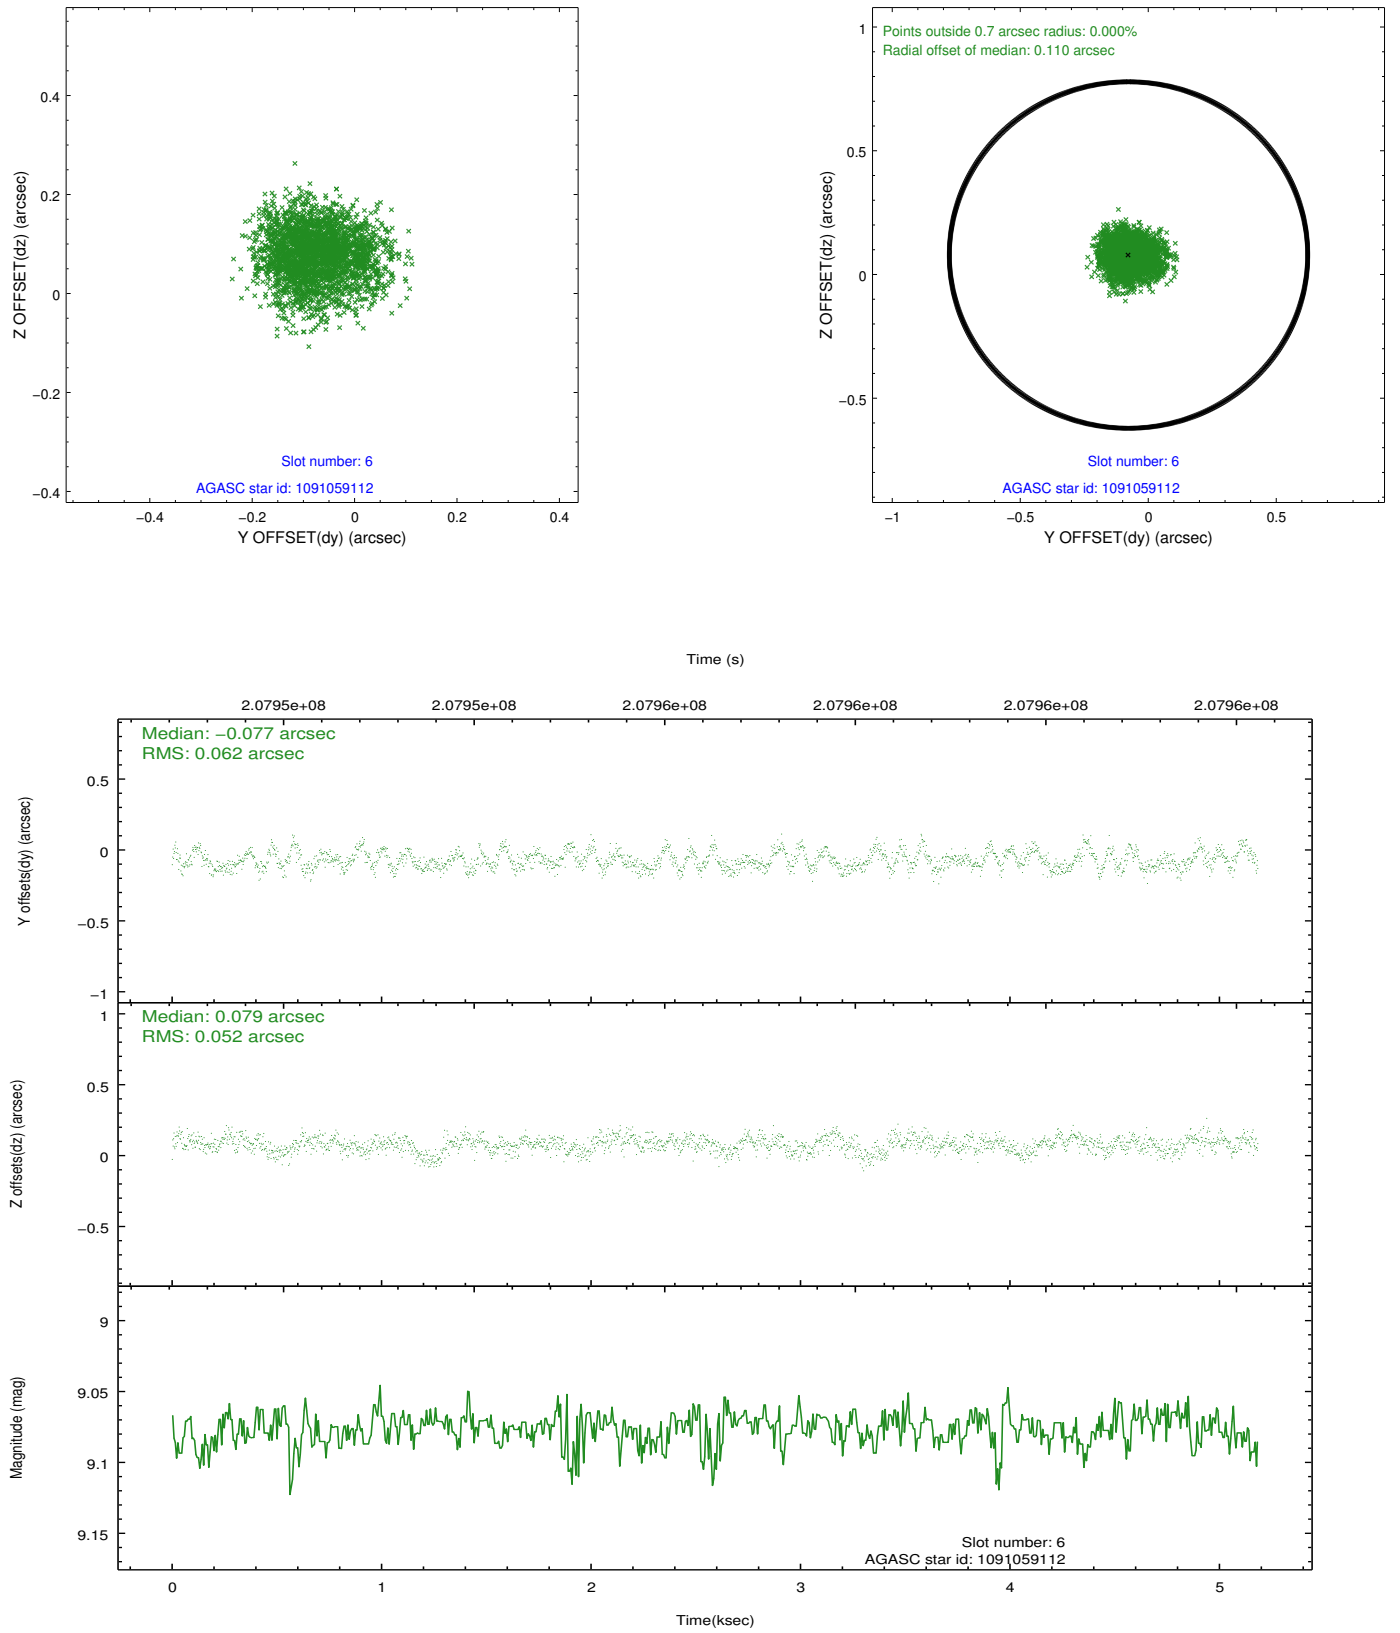 0.4
0.2
0
−0.2
−0.4
Z OFFSET(dz) (arcsec)
Slot number: 6
AGASC star id: 1091059112
−0.4 −0.2 0 0.2 0.4
Y OFFSET(dy) (arcsec)
Points outside 0.7 arcsec radius: 0.000%
Radial offset of median: 0.110 arcsec
1
0.5
0
−0.5
Z OFFSET(dz) (arcsec)
Slot number: 6
AGASC star id: 1091059112
−1 −0.5 0 0.5
Y OFFSET(dy) (arcsec)
Time (s)
2.0795e+08 2.0795e+08 2.0796e+08 2.0796e+08 2.0796e+08 2.0796e+08
Median: −0.077 arcsec
RMS: 0.062 arcsec
0.5
0
−0.5
−1
Y offsets(dy) (arcsec)
Median: 0.079 arcsec
RMS: 0.052 arcsec
1
0.5
0
−0.5
Z offsets(dz) (arcsec)
9
9.05
9.1
9.15
Magnitude (mag)
Slot number: 6
AGASC star id: 1091059112
0 1 2 3 4 5
Time(ksec)